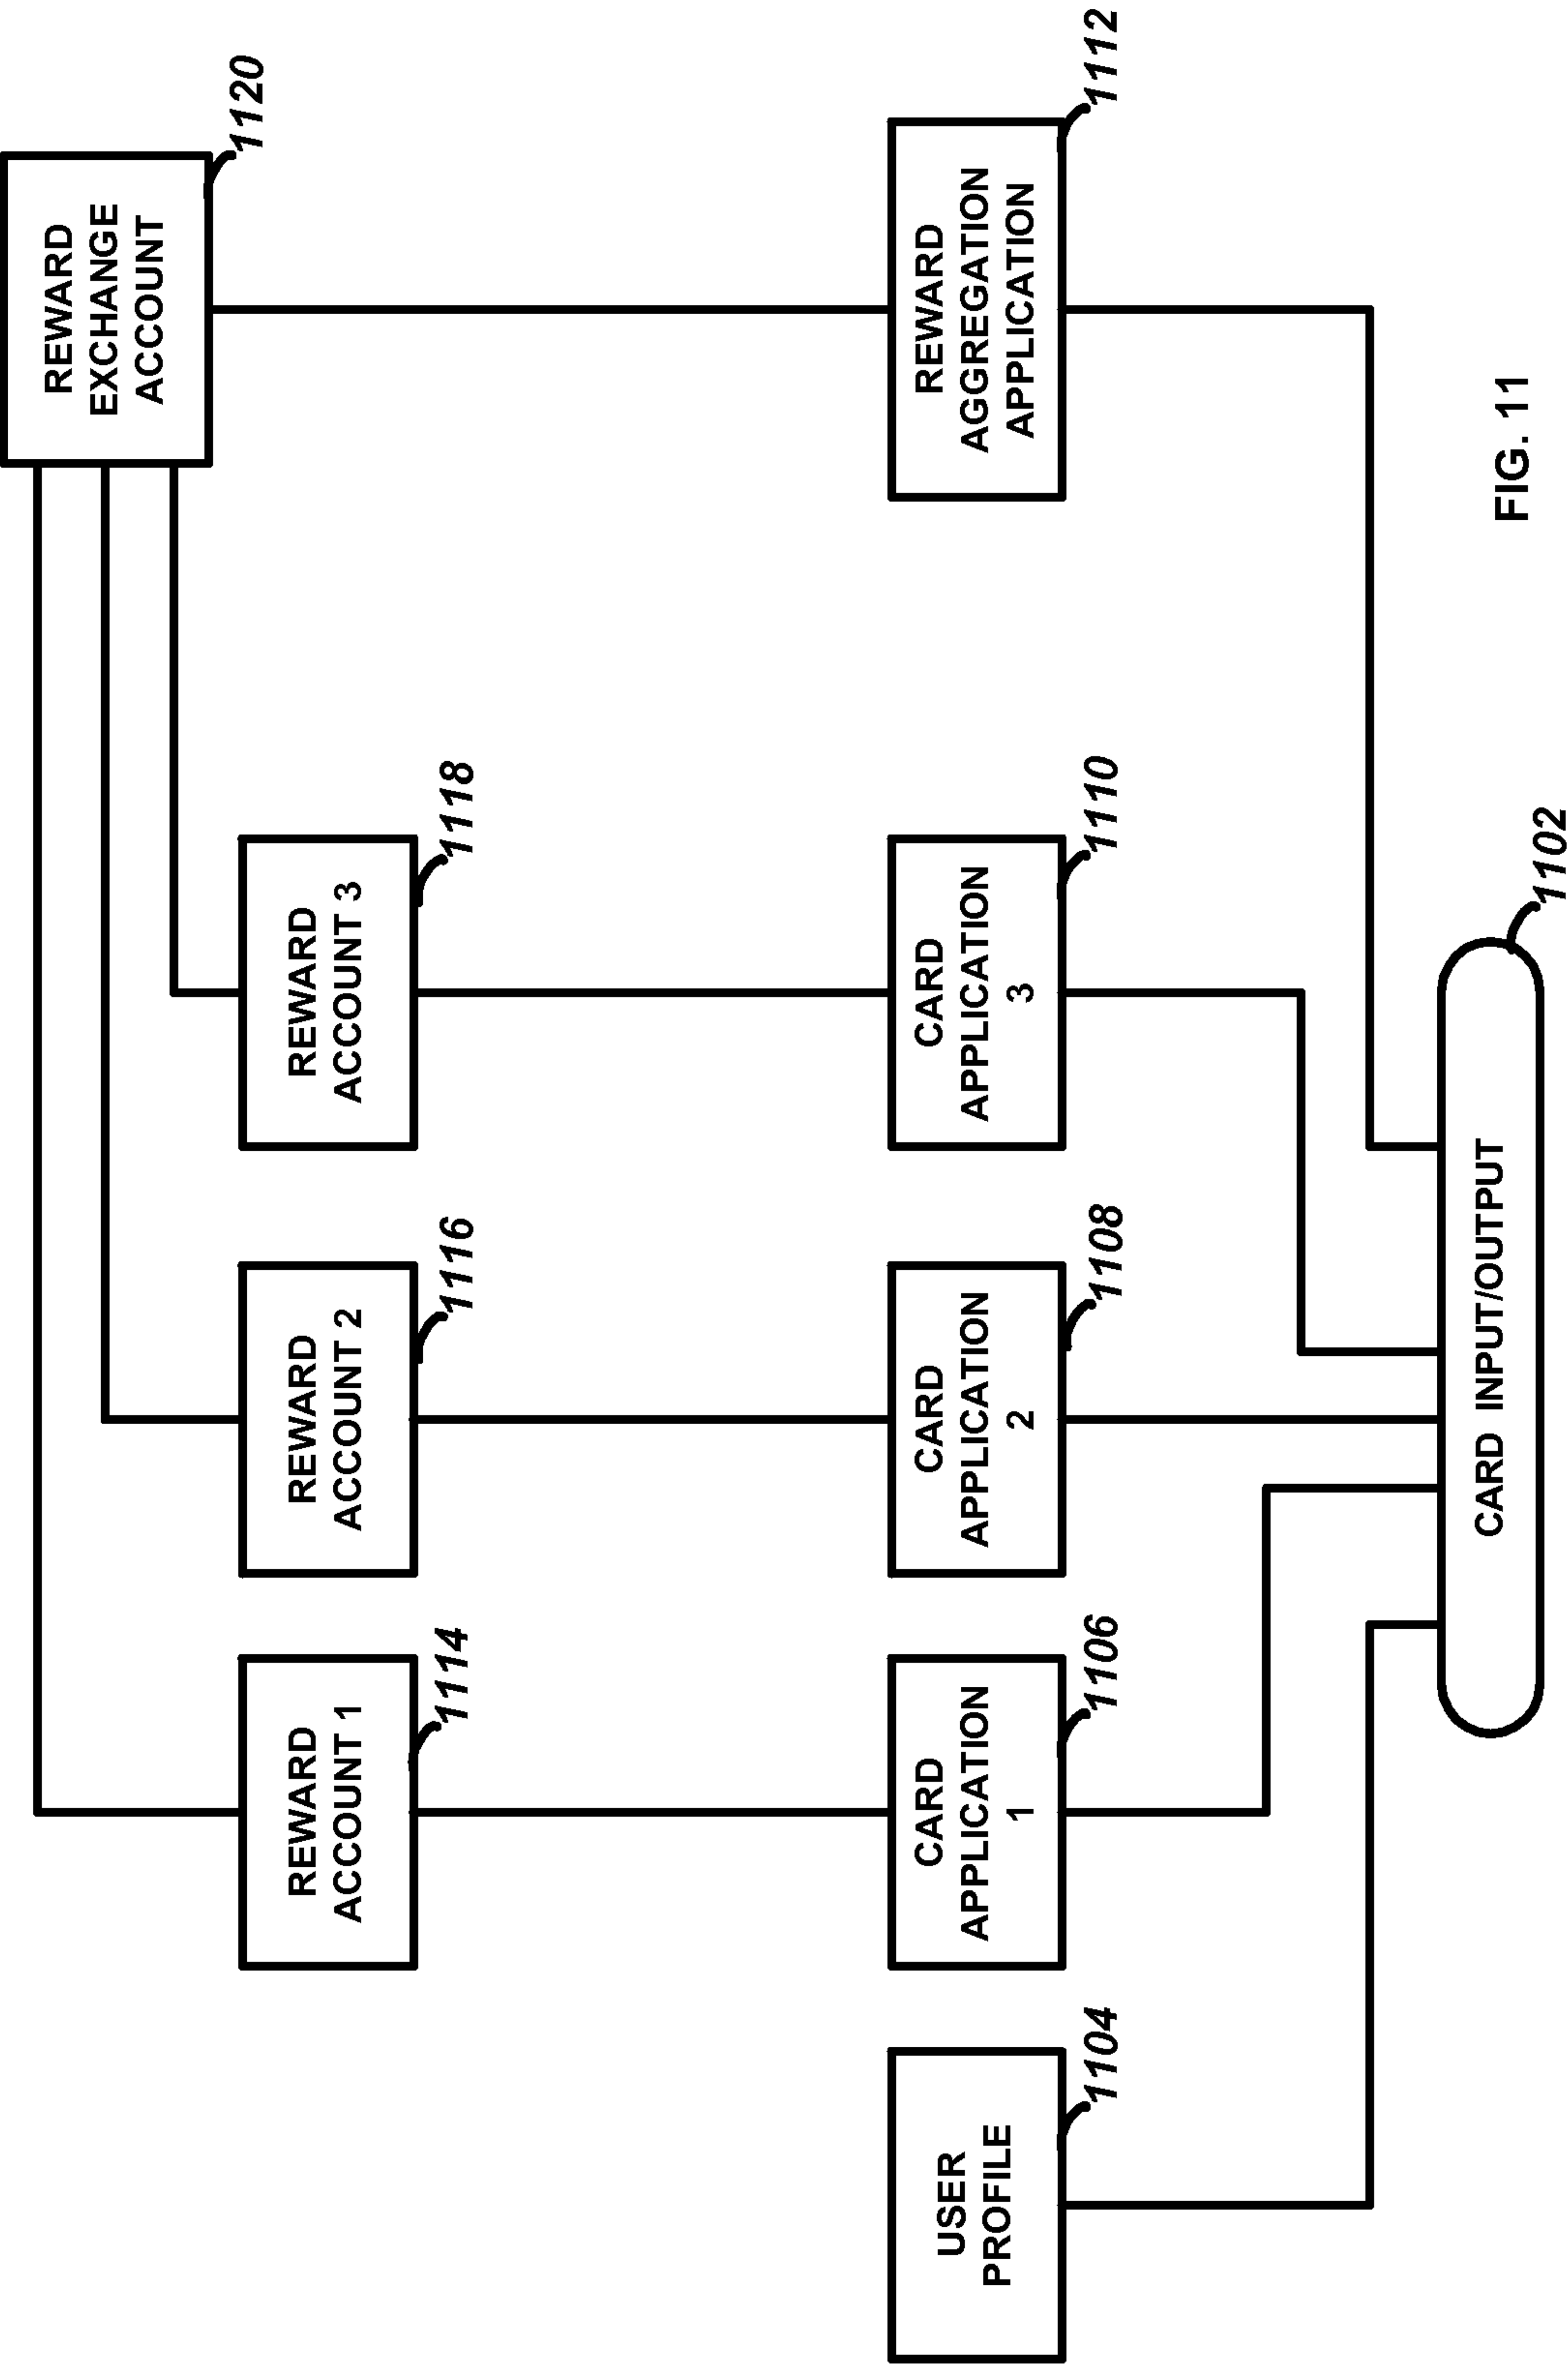 REWARD
EXCHANGE
ACCOUNT
1120
REWARD
ACCOUNT 1
1114
REWARD
ACCOUNT 2
1116
REWARD
ACCOUNT 3
1118
USER
PROFILE
1104
CARD
APPLICATION
1
1106
CARD
APPLICATION
2
1108
CARD
APPLICATION
3
1110
REWARD
AGGREGATION
APPLICATION
1112
CARD INPUT/OUTPUT
1102
FIG. 11